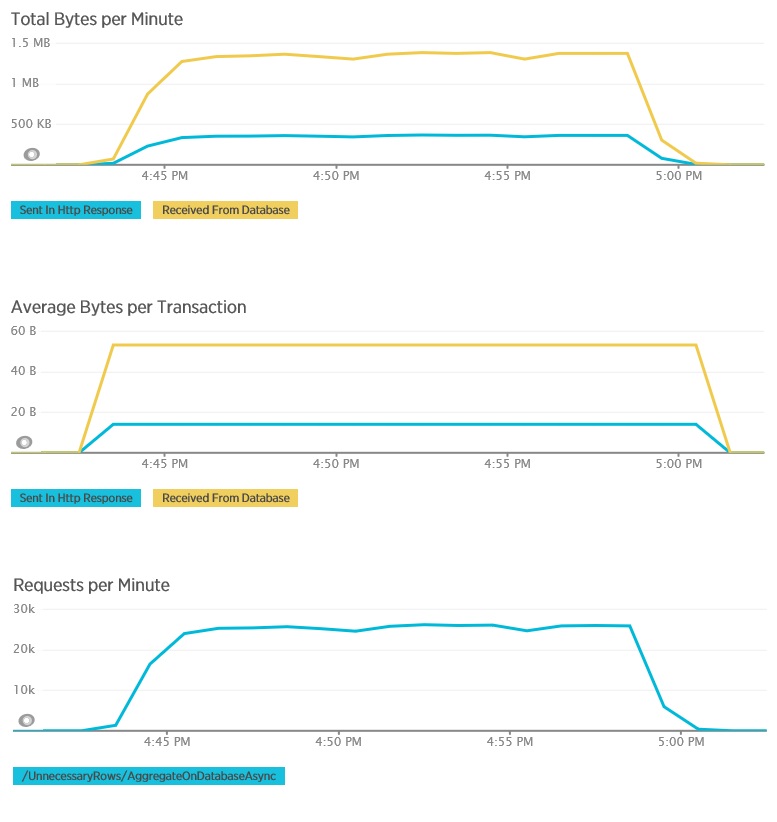 Total Bytes per Minute
1.5 MB
1 MB
500 KB
4:45 PM 4:50 PM 4:55 PM 5:00 PM
Sent In Http Response Received From Database
Average Bytes per Transaction
60 B
40 B
20 B
4:45 PM 4:50 PM 4:55 PM 5:00 PM
Sent In Http Response Received From Database
Requests per Minute
30k
20k
10k
4:45 PM 4:50 PM 4:55 PM 5:00 PM
/UnnecessaryRows/AggregateOnDatabaseAsync